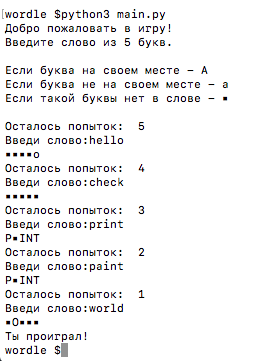 wordle $python3 main.py
Добро пожаловать в игру!
Введите слово из 5 букв.
Если буква на своем месте – А
Если буква не на своем месте – а
Если такой буквы нет в слове – ▪
Осталось попыток:  5
Введи слово:hello
▪▪▪▪o
Осталось попыток:  4
Введи слово:check
▪▪▪▪▪
Осталось попыток:  3
Введи слово:print
P▪INT
Осталось попыток:  2
Введи слово:paint
P▪INT
Осталось попыток:  1
Введи слово:world
▪O▪▪▪
Ты проиграл!
wordle $